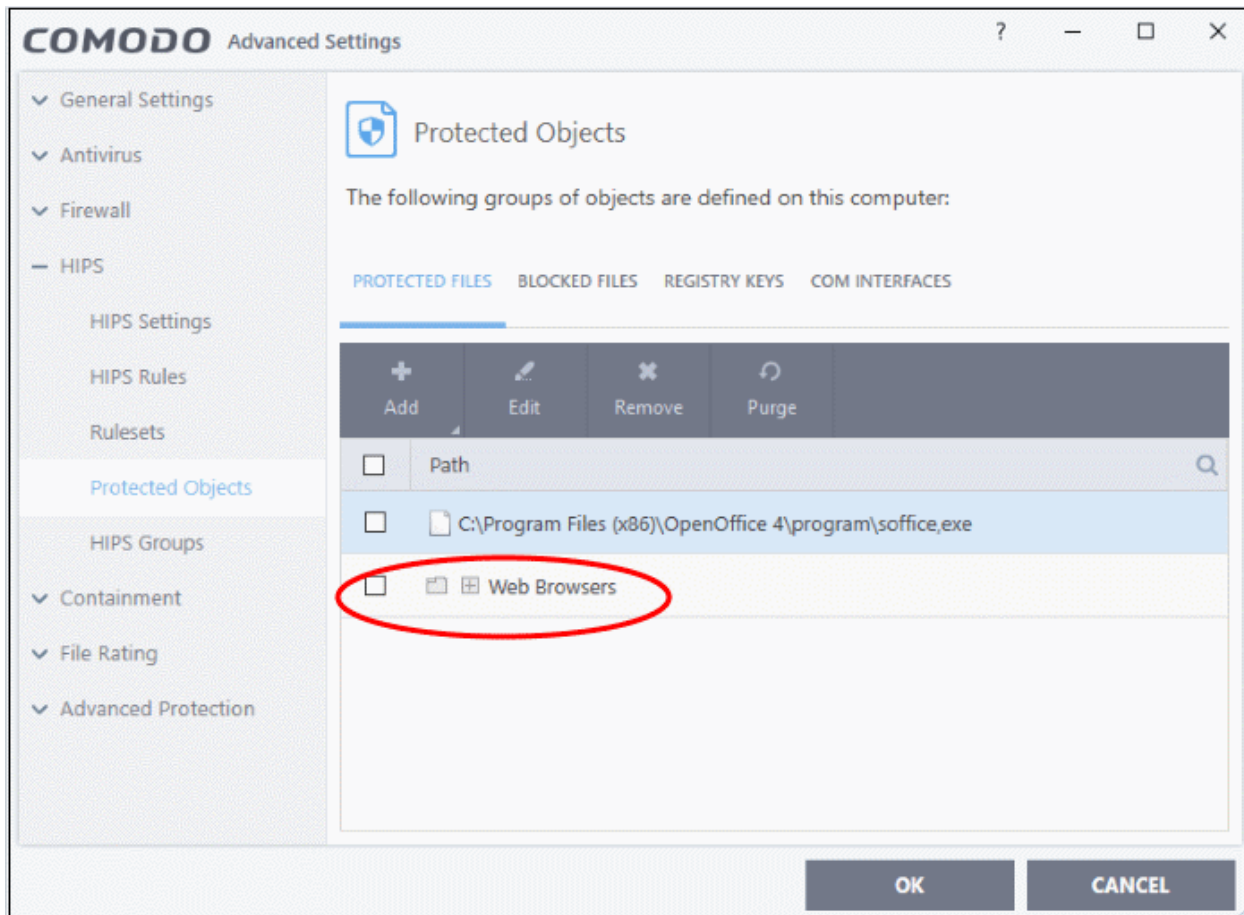 COMODO Advanced Settings ?
General Settings
Antivirus
Firewall
HIPS
HIPS Settings
HIPS Rules
Rulesets
Protected Objects
HIPS Groups
Containment
File Rating
Advanced Protection
Protected Objects
The following groups of objects are defined on this computer:
PROTECTED FILES BLOCKED FILES REGISTRY KEYS COM INTERFACES
Add Edit Remove Purge
Path
C:\Program Files (x86)\OpenOffice 4\program\soffice,exe
Web Browsers
OK CANCEL